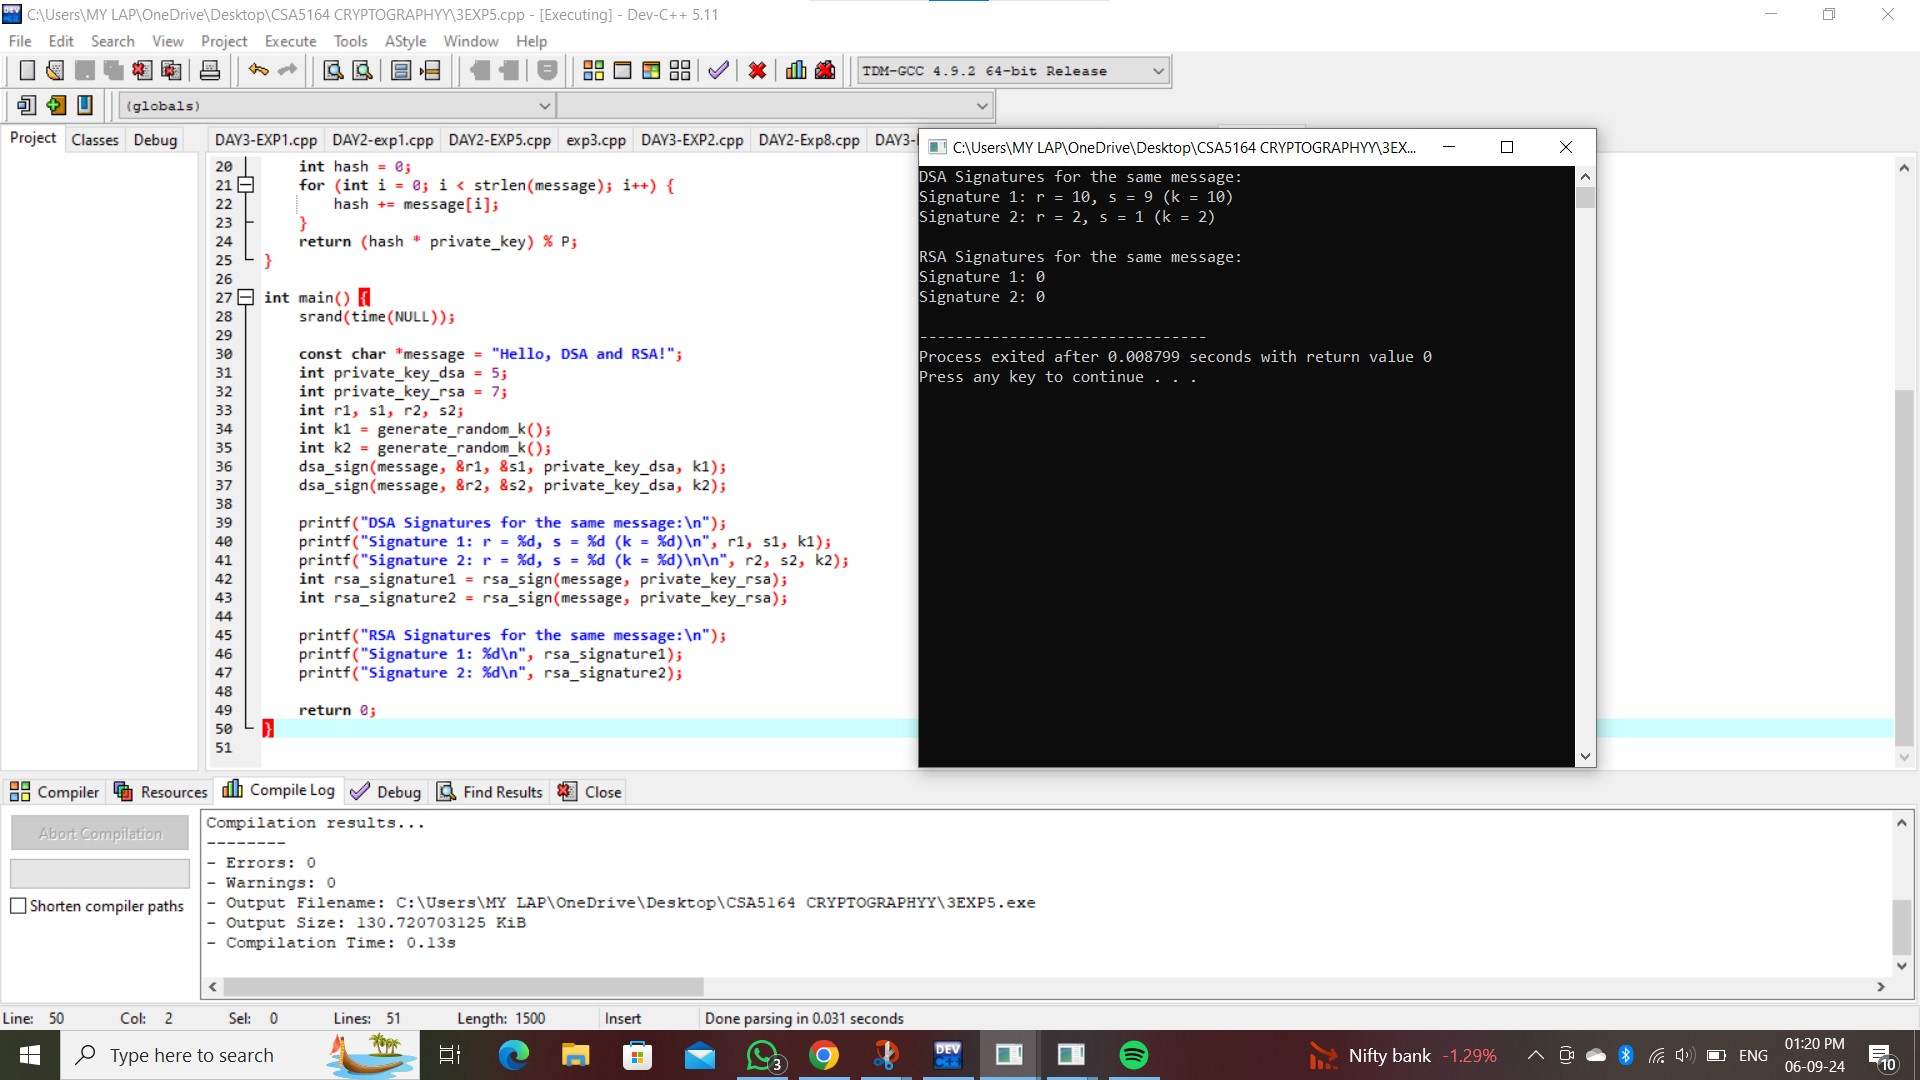 C:\Users\MY LAP\OneDrive\Desktop\CSA5164 CRYPTOGRAPHYY\3EXP5.cpp - [Executing] - Dev-C++ 5.11
File Edit Search View Project Execute Tools AStyle Window Help
TDM-GCC 4.9.2 64-bit Release
(globals)
Project Classes Debug
DAY3-EXP1.cpp DAY2-exp1.cpp DAY2-EXP5.cpp exp3.cpp DAY3-EXP2.cpp DAY2-Exp8.cpp DAY3-
20 int hash = 0;
21 for (int i = 0; i < strlen(message); i++) {
22 hash += message[i];
23 }
24 return (hash * private_key) % P;
25 }
26
27 int main() {
28 srand(time(NULL));
29
30 const char *message = "Hello, DSA and RSA!";
31 int private_key_dsa = 5;
32 int private_key_rsa = 7;
33 int r1, s1, r2, s2;
34 int k1 = generate_random_k();
35 int k2 = generate_random_k();
36 dsa_sign(message, &r1, &s1, private_key_dsa, k1);
37 dsa_sign(message, &r2, &s2, private_key_dsa, k2);
38
39 printf("DSA Signatures for the same message:\n");
40 printf("Signature 1: r = %d, s = %d (k = %d)\n", r1, s1, k1);
41 printf("Signature 2: r = %d, s = %d (k = %d)\n\n", r2, s2, k2);
42 int rsa_signature1 = rsa_sign(message, private_key_rsa);
43 int rsa_signature2 = rsa_sign(message, private_key_rsa);
44
45 printf("RSA Signatures for the same message:\n");
46 printf("Signature 1: %d\n", rsa_signature1);
47 printf("Signature 2: %d\n", rsa_signature2);
48
49 return 0;
50 }
51
C:\Users\MY LAP\OneDrive\Desktop\CSA5164 CRYPTOGRAPHYY\3EX...
DSA Signatures for the same message:
Signature 1: r = 10, s = 9 (k = 10)
Signature 2: r = 2, s = 1 (k = 2)
RSA Signatures for the same message:
Signature 1: 0
Signature 2: 0
--------------------------------
Process exited after 0.008799 seconds with return value 0
Press any key to continue . . .
Compiler Resources Compile Log Debug Find Results Close
Abort Compilation
Shorten compiler paths
Compilation results...
--------
- Errors: 0
- Warnings: 0
- Output Filename: C:\Users\MY LAP\OneDrive\Desktop\CSA5164 CRYPTOGRAPHYY\3EXP5.exe
- Output Size: 130.720703125 KiB
- Compilation Time: 0.13s
Line: 50 Col: 2 Sel: 0 Lines: 51 Length: 1500 Insert Done parsing in 0.031 seconds
Type here to search
DEV C++
3
Nifty bank -1.29%
ENG
01:20 PM
06-09-24
10